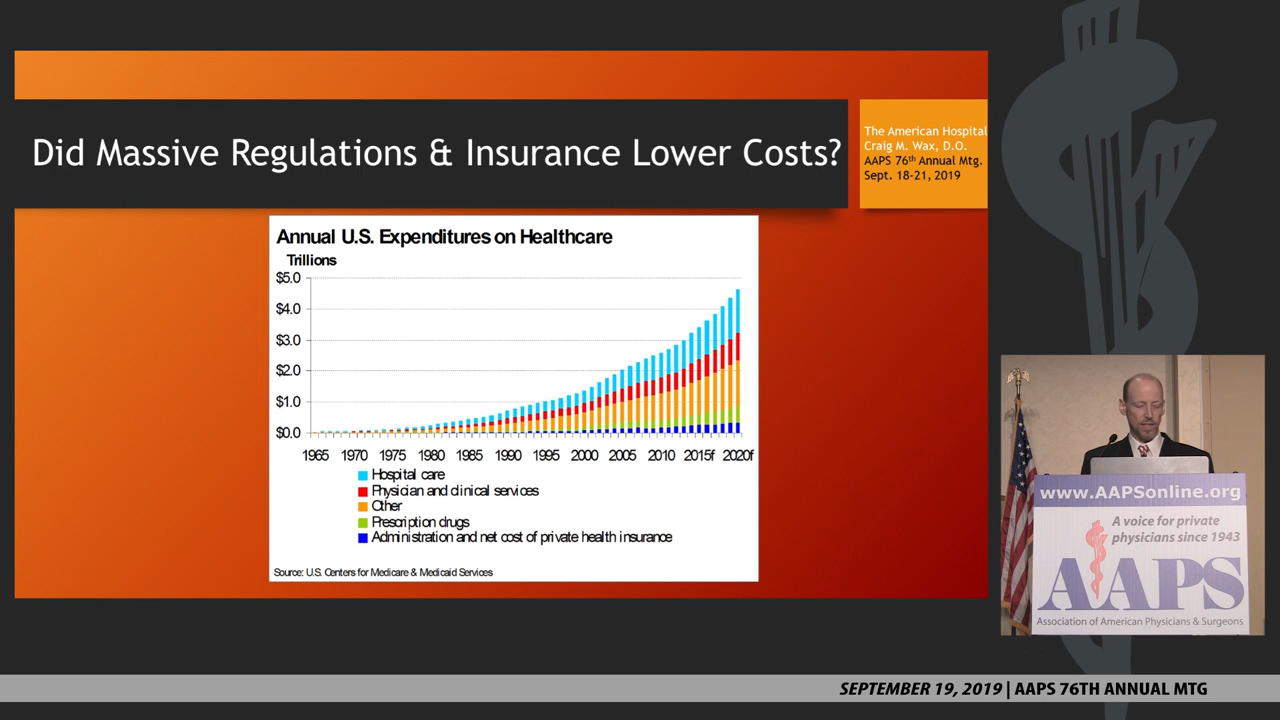 Did Massive Regulations & Insurance Lower Costs?
The American Hospital
Craig M. Wax, D.O.
AAPS 76th Annual Mtg.
Sept. 18-21, 2019
Annual U.S. Expenditures on Healthcare
Trillions
$5.0
$4.0
$3.0
$2.0
$1.0
$0.0
1965 1970 1975 1980 1985 1990 1995 2000 2005 2010 2015f 2020f
Hospital care
Physician and clinical services
Other
Prescription drugs
Administration and net cost of private health insurance
Source: U.S. Centers for Medicare & Medicaid Services
www.AAPSonline.org
A voice for private
physicians since 1943
AAPS
Association of American Physicians & Surgeons
SEPTEMBER 19, 2019 | AAPS 76TH ANNUAL MTG